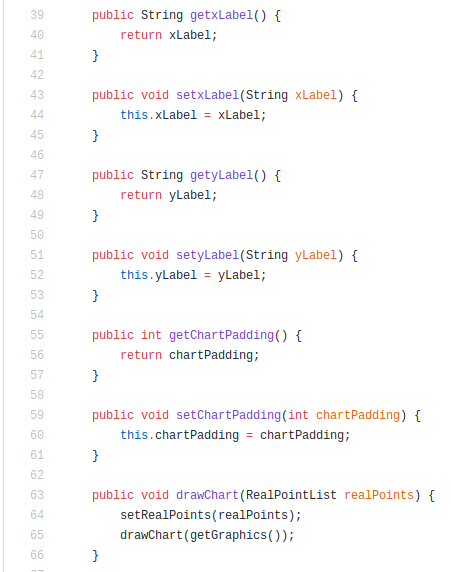 39 public String getxLabel() {
40 return xLabel;
41 }
42
43 public void setxLabel(String xLabel) {
44 this.xLabel = xLabel;
45 }
46
47 public String getyLabel() {
48 return yLabel;
49 }
50
51 public void setyLabel(String yLabel) {
52 this.yLabel = yLabel;
53 }
54
55 public int getChartPadding() {
56 return chartPadding;
57 }
58
59 public void setChartPadding(int chartPadding) {
60 this.chartPadding = chartPadding;
61 }
62
63 public void drawChart(RealPointList realPoints) {
64 setRealPoints(realPoints);
65 drawChart(getGraphics());
66 }